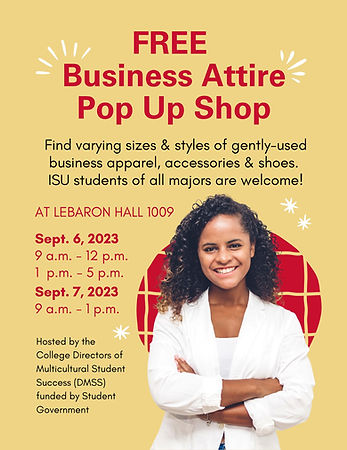 FREE
Business Attire
Pop Up Shop
Find varying sizes & styles of gently-used
business apparel, accessories & shoes.
ISU students of all majors are welcome!
AT LEBARON HALL 1009
Sept. 6, 2023
9 a.m. - 12 p.m.
1 p.m. - 5 p.m.
Sept. 7, 2023
9 a.m. - 1 p.m.
Hosted by the
College Directors of
Multicultural Student
Success (DMSS)
funded by Student
Government